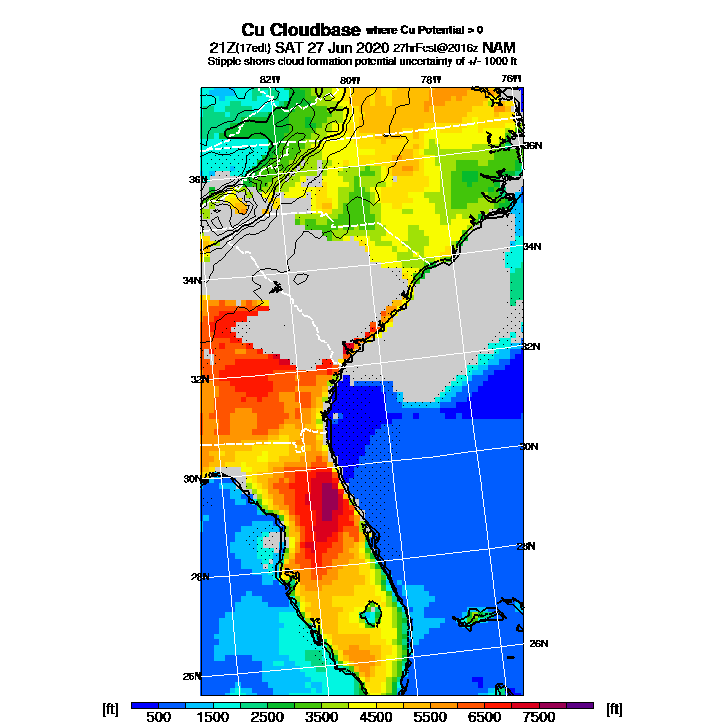 Cu Cloudbase where Cu Potential > 0
21Z(17edt) SAT 27 Jun 2020 27hrFcst@2016z NAM
Stipple shows cloud formation potential uncertainty of +/- 1000 ft
82W 80W 78W 76W
36N
36N
34N
34N
32N
32N
30N
30N
28N
28N
26N
26N
[ft] 500 1500 2500 3500 4500 5500 6500 7500 [ft]